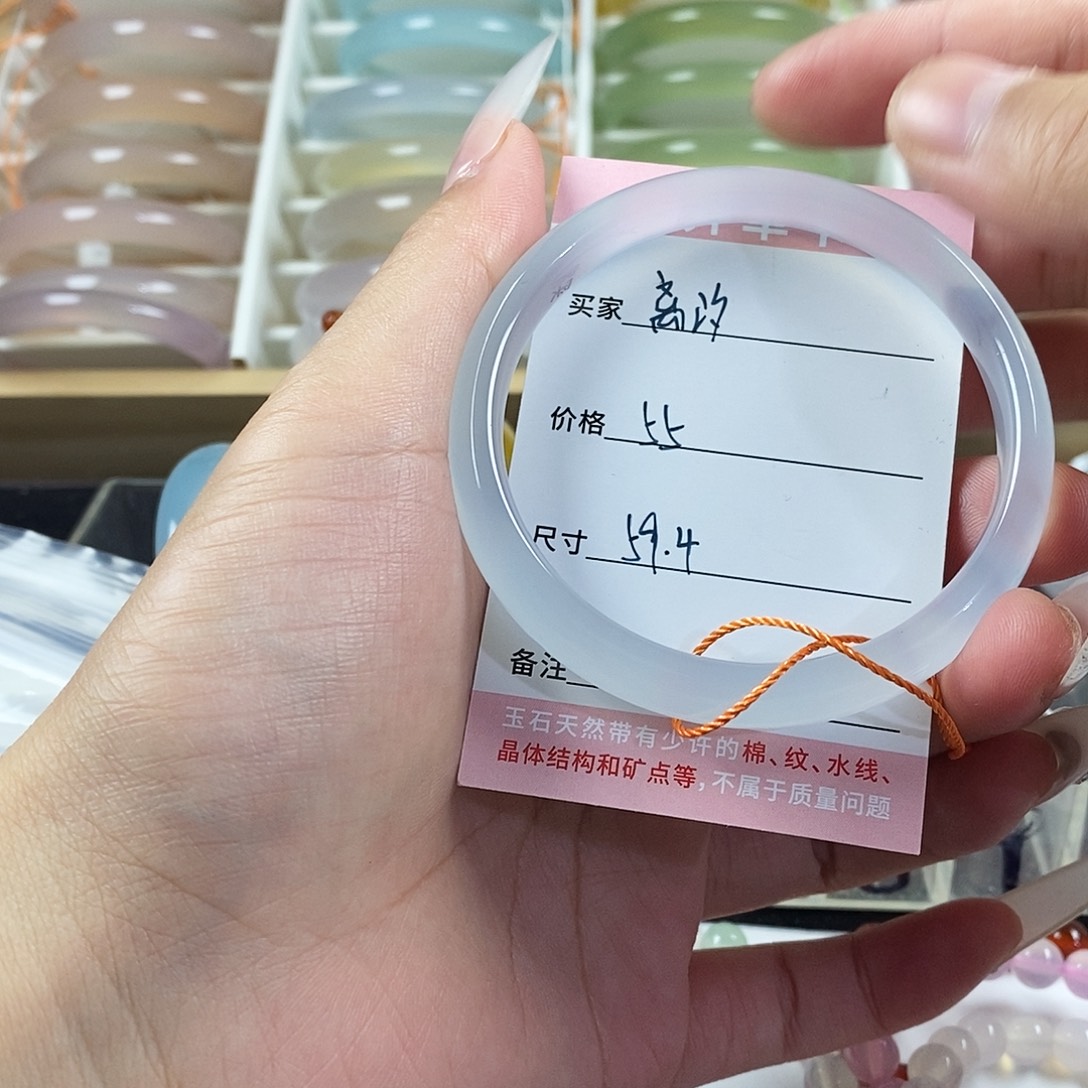 买家 离汐
价格 55
尺寸 59.4
备注
玉石天然带有少许的棉、纹、水线、
晶体结构和矿点等，不属于质量问题